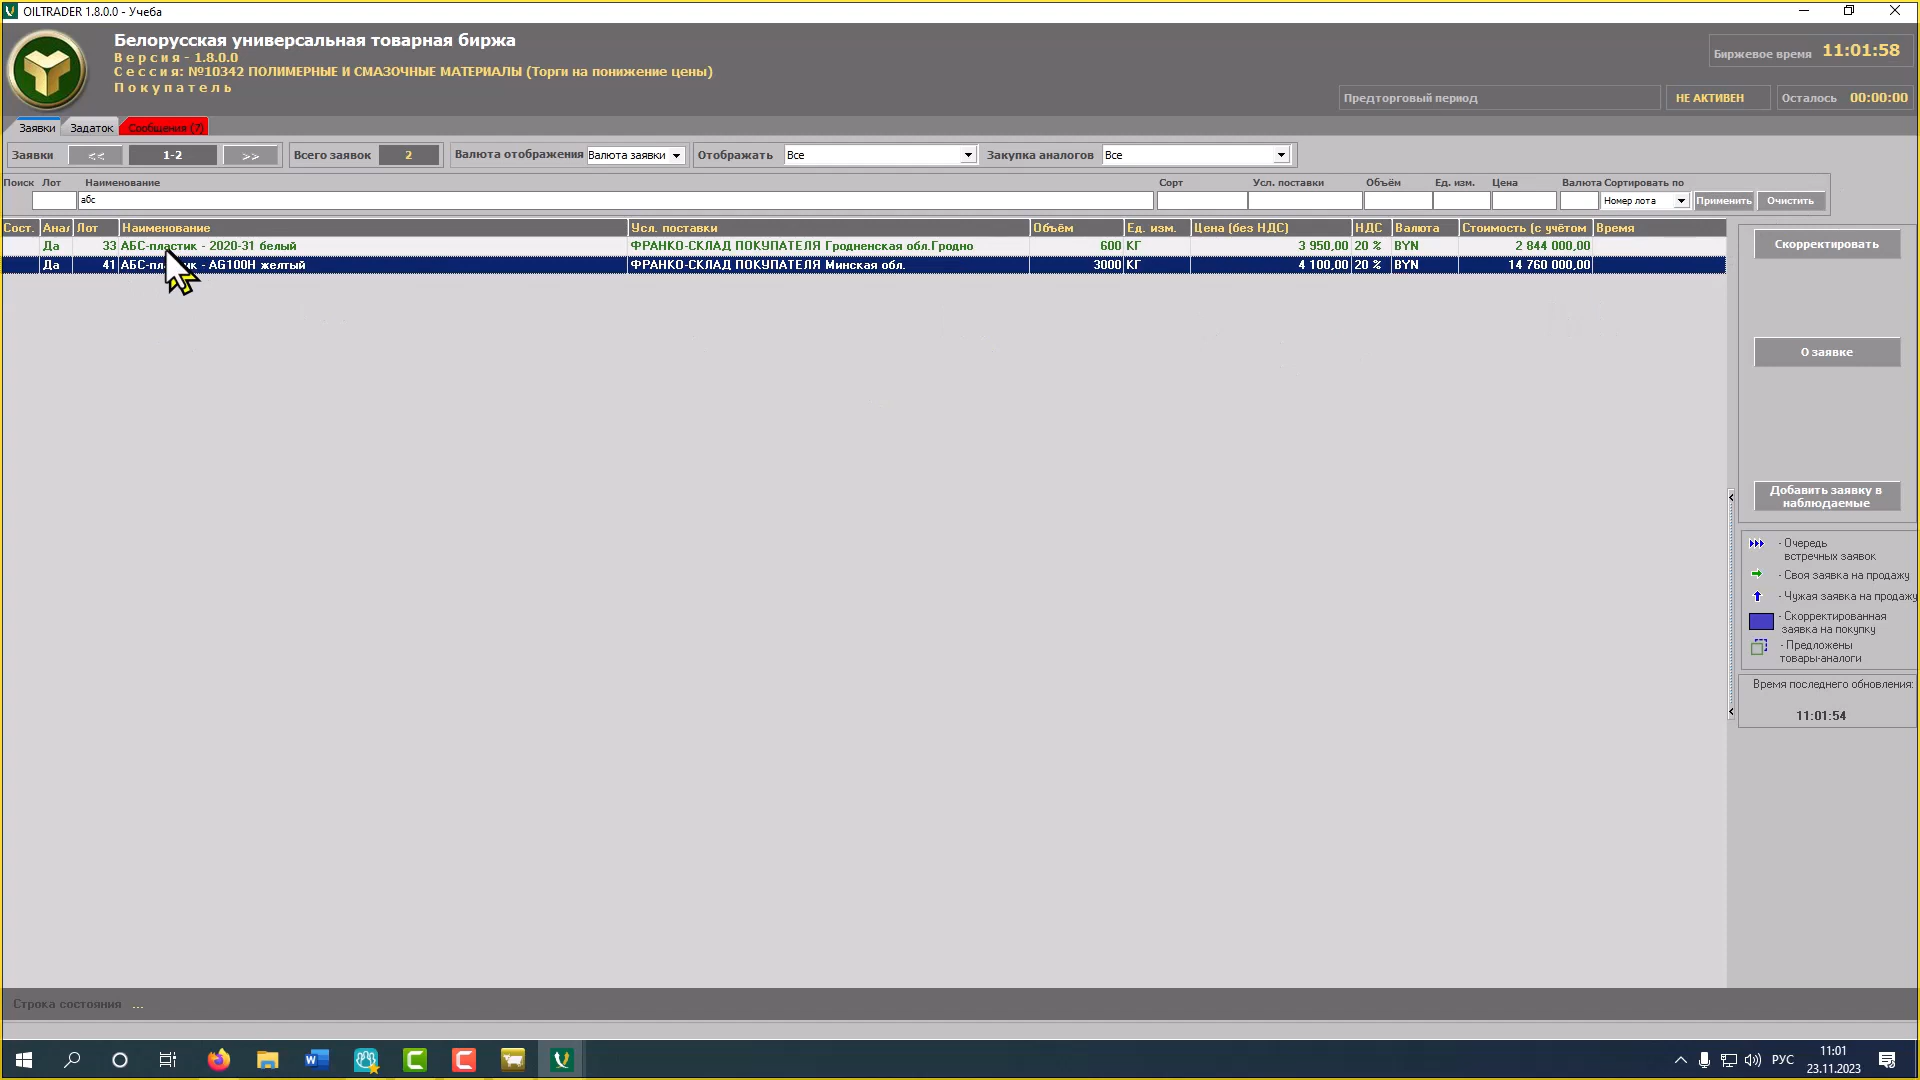 OILTRADER 1.8.0.0 - Учеба
Белорусская универсальная товарная биржа
Версия - 1.8.0.0
Сессия: №10342 ПОЛИМЕРНЫЕ И СМАЗОЧНЫЕ МАТЕРИАЛЫ (Торги на понижение цены)
Покупатель
Биржевое время 11:01:58
Предторговый период НЕ АКТИВЕН Осталось 00:00:00
Заявки Задаток Сообщения (7)
Заявки << 1-2 >> Всего заявок 2 Валюта отображения Валюта заявки Отображать Все Закупка аналогов Все
Поиск Лот Наименование Сорт Усл. поставки Объём Ед. изм. Цена Валюта Сортировать по
абс Номер лота Применить Очистить
Сост. Анал Лот Наименование Усл. поставки Объём Ед. изм. Цена (без НДС) НДС Валюта Стоимость (с учётом Время
Да 33 АБС-пластик - 2020-31 белый ФРАНКО-СКЛАД ПОКУПАТЕЛЯ Гродненская обл.Гродно 600 КГ 3 950,00 20 % BYN 2 844 000,00
Да 41 АБС-пластик - AG100H желтый ФРАНКО-СКЛАД ПОКУПАТЕЛЯ Минская обл. 3000 КГ 4 100,00 20 % BYN 14 760 000,00
Скорректировать
О заявке
Добавить заявку в
наблюдаемые
- Очередь
встречных заявок
- Своя заявка на продажу
- Чужая заявка на продажу
- Скорректированная
заявка на покупку
- Предложены
товары-аналоги
Время последнего обновления:
11:01:54
Строка состояния ...
РУС
11:01
23.11.2023